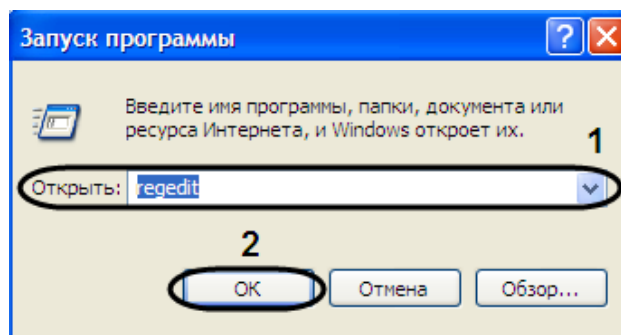 Запуск программы
Введите имя программы, папки, документа или
ресурса Интернета, и Windows откроет их.
1
Открыть: regedit
2
ОК Отмена Обзор...